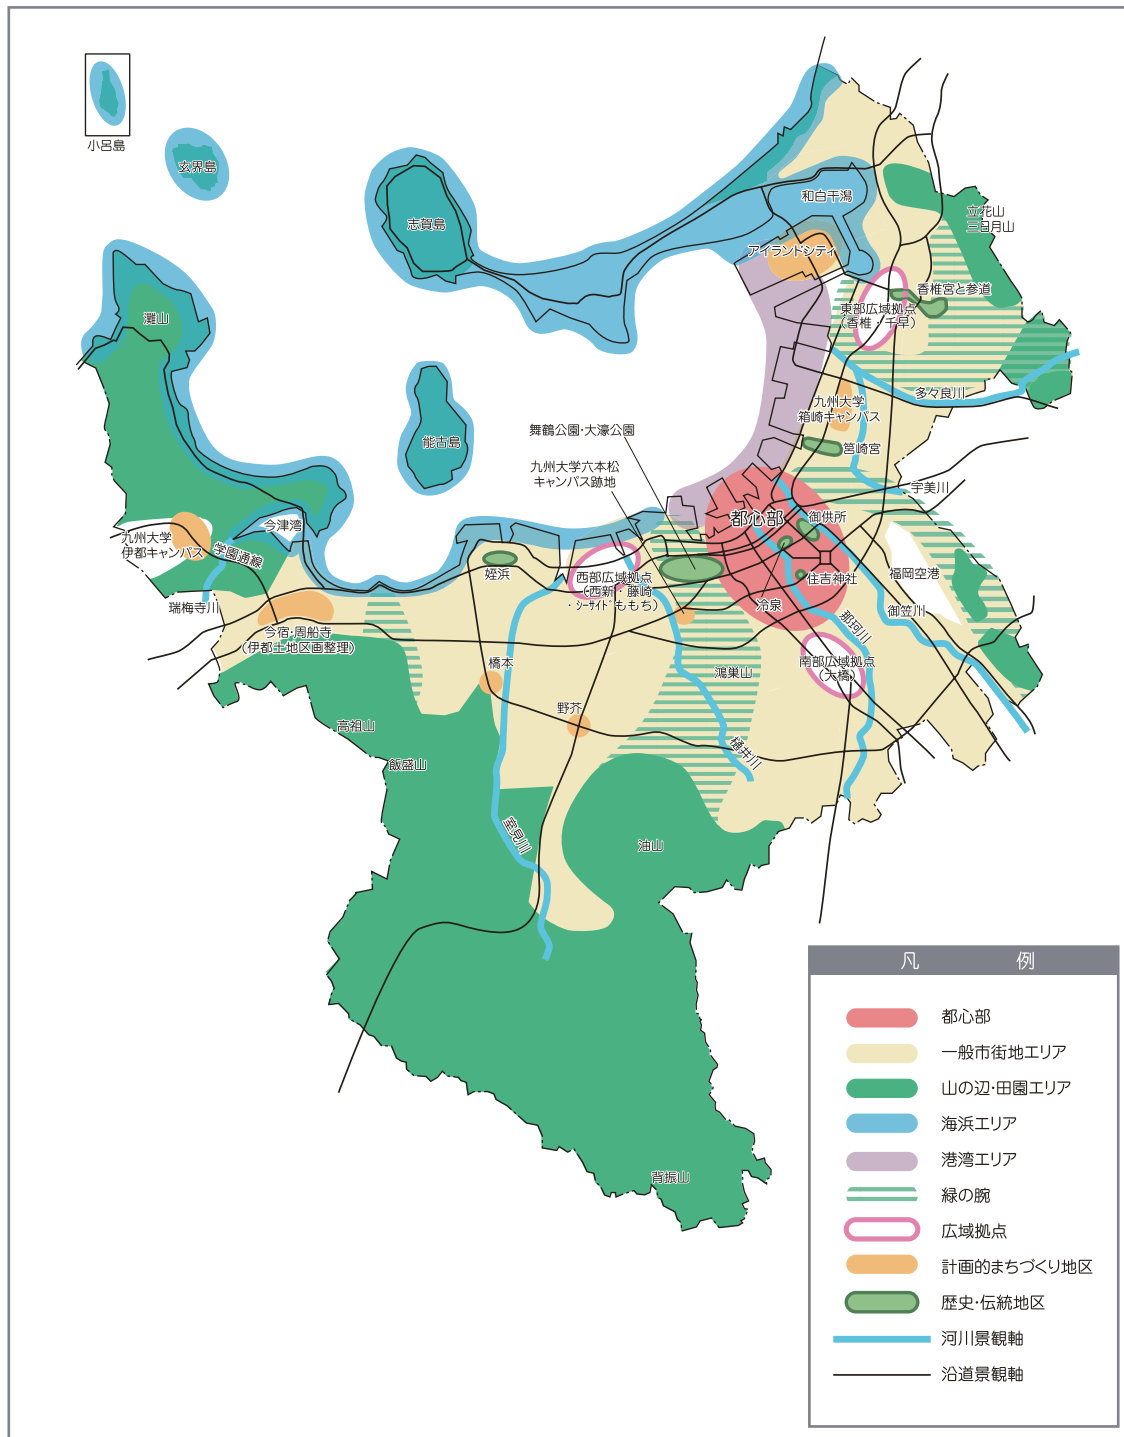 小呂島
玄界島
志賀島
和白干潟
アイランドシティ
立花山
三日月山
香椎宮と参道
東部広域拠点
(香椎・千早)
灘山
能古島
多々良川
九州大学
箱崎キャンパス
筥崎宮
舞鶴公園・大濠公園
九州大学六本松
キャンパス跡地
宇美川
都心部
御供所
今津湾
九州大学
伊都キャンパス
学園通線
姪浜
西部広域拠点
(西新・藤崎
・シーサイドももち)
福岡空港
住吉神社
冷泉
御笠川
瑞梅寺川
那珂川
今宿・周船寺
(伊都土地区画整理)
橋本
鴻巣山
南部広域拠点
(大橋)
野芥
高祖山
飯盛山
樋井川
室見川
油山
背振山
凡例
都心部
一般市街地エリア
山の辺・田園エリア
海浜エリア
港湾エリア
緑の腕
広域拠点
計画的まちづくり地区
歴史・伝統地区
河川景観軸
沿道景観軸